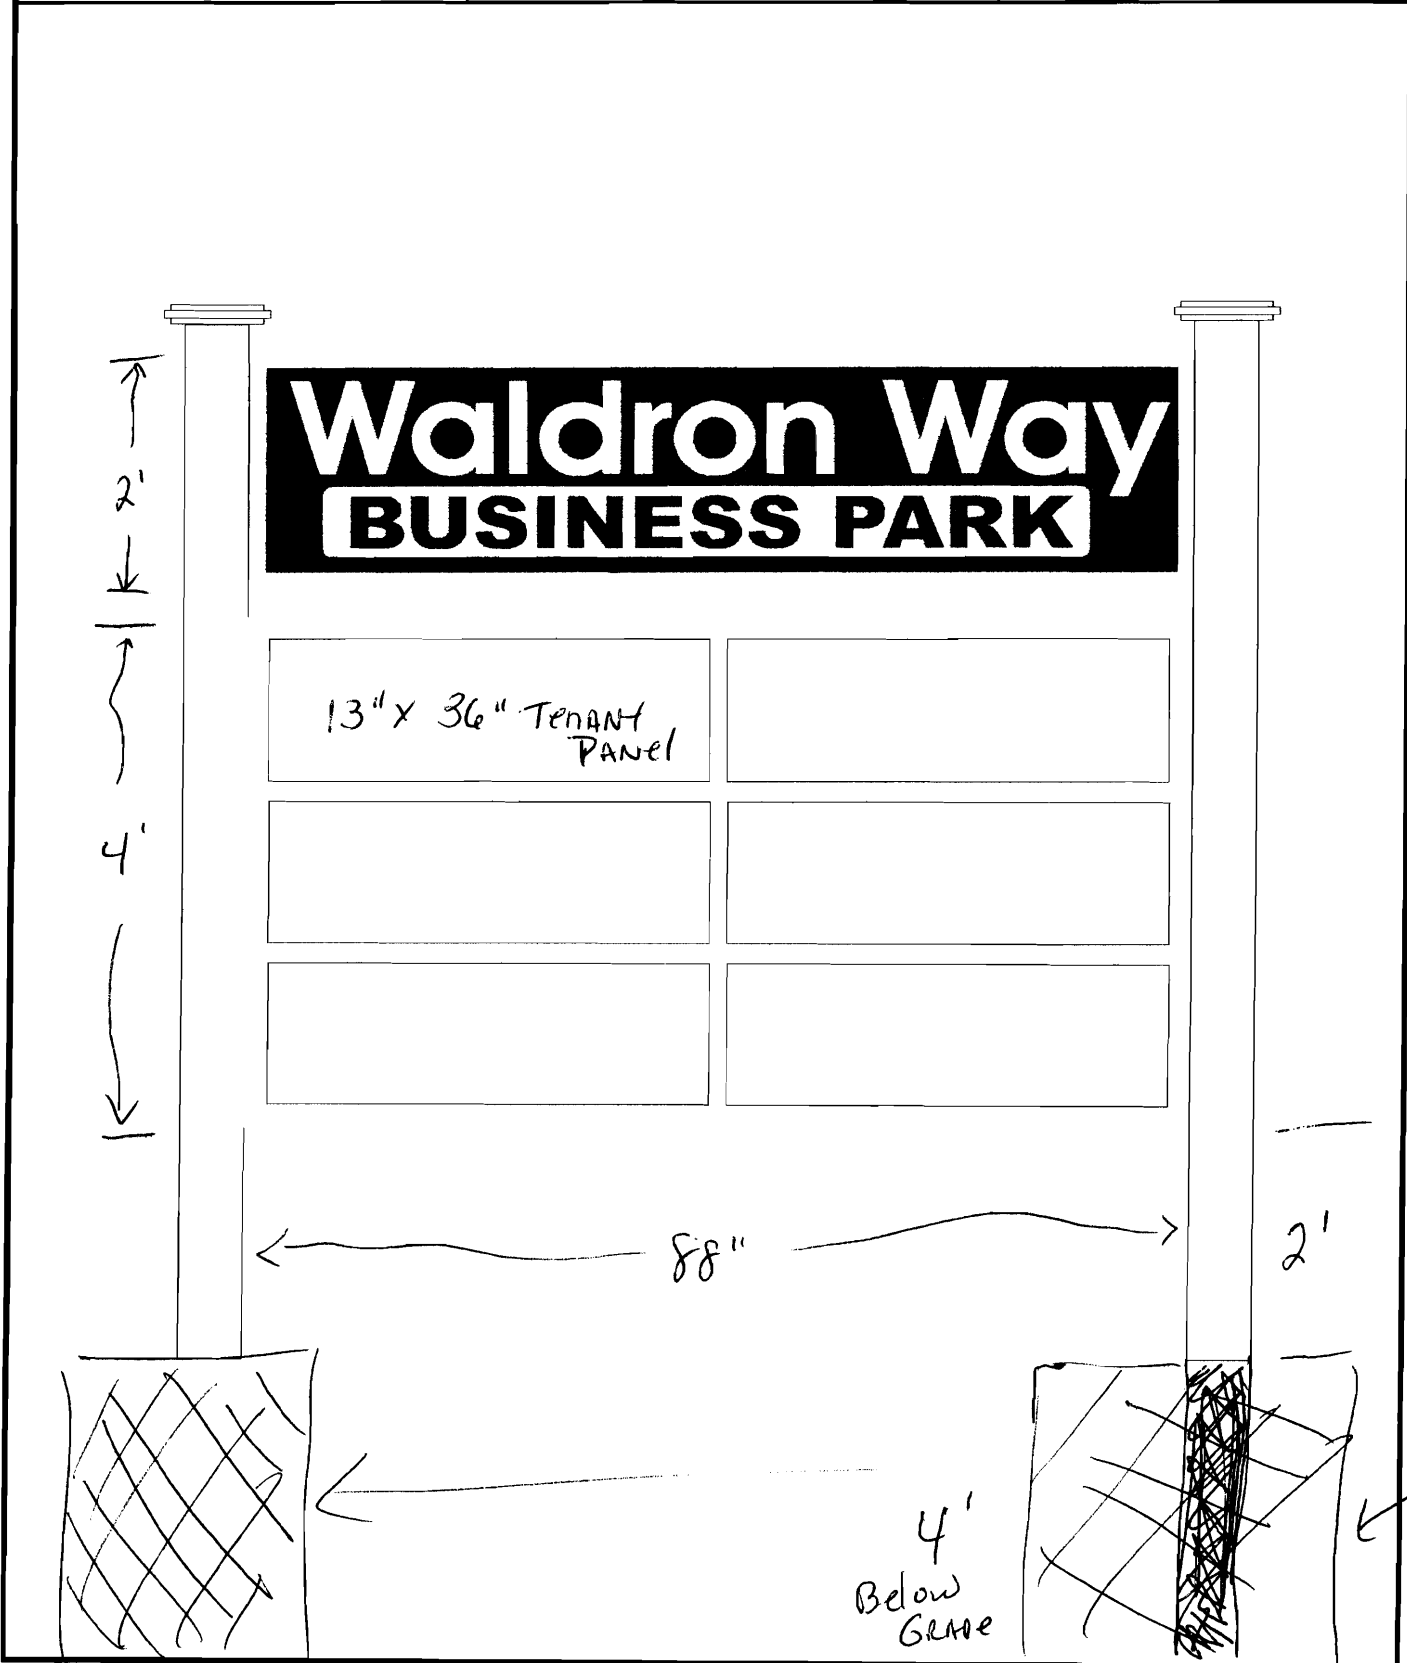 Waldron Way
BUSINESS PARK
2'
13" X 36" TENANT
PANEl
4'
88"
2'
4'
Below
GRADE